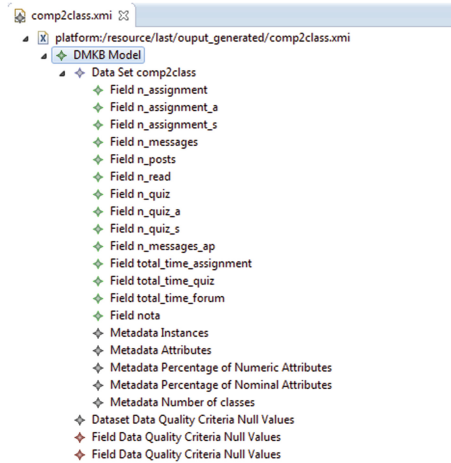 comp2class.xmi
platform:/resource/last/ouput_generated/comp2class.xmi
DMKB Model
Data Set comp2class
Field n_assignment
Field n_assignment_a
Field n_assignment_s
Field n_messages
Field n_posts
Field n_read
Field n_quiz
Field n_quiz_a
Field n_quiz_s
Field n_messages_ap
Field total_time_assignment
Field total_time_quiz
Field total_time_forum
Field nota
Metadata Instances
Metadata Attributes
Metadata Percentage of Numeric Attributes
Metadata Percentage of Nominal Attributes
Metadata Number of classes
Dataset Data Quality Criteria Null Values
Field Data Quality Criteria Null Values
Field Data Quality Criteria Null Values